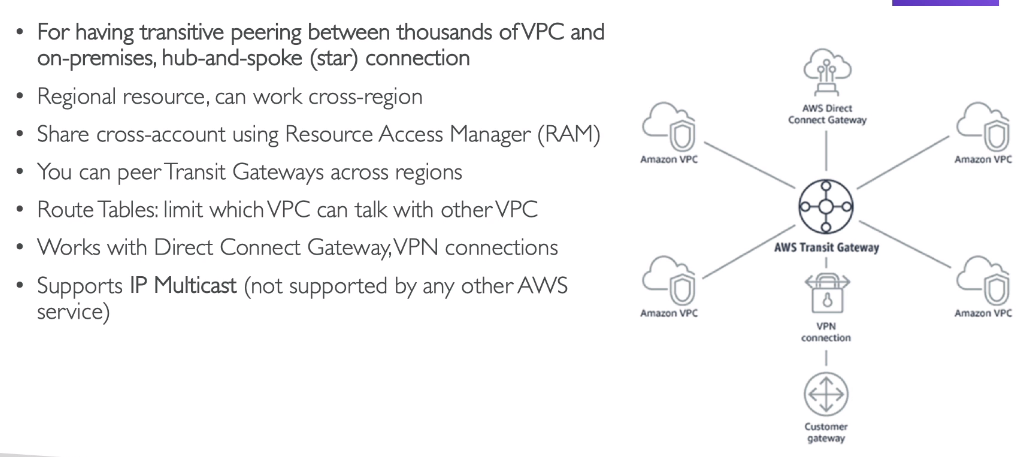 • For having transitive peering between thousands of VPC and
on-premises, hub-and-spoke (star) connection
• Regional resource, can work cross-region
• Share cross-account using Resource Access Manager (RAM)
• You can peer Transit Gateways across regions
• Route Tables: limit which VPC can talk with other VPC
• Works with Direct Connect Gateway, VPN connections
• Supports IP Multicast (not supported by any other AWS
service)
AWS Direct
Connect Gateway
Amazon VPC
Amazon VPC
AWS Transit Gateway
Amazon VPC
Amazon VPC
VPN
connection
Customer
gateway